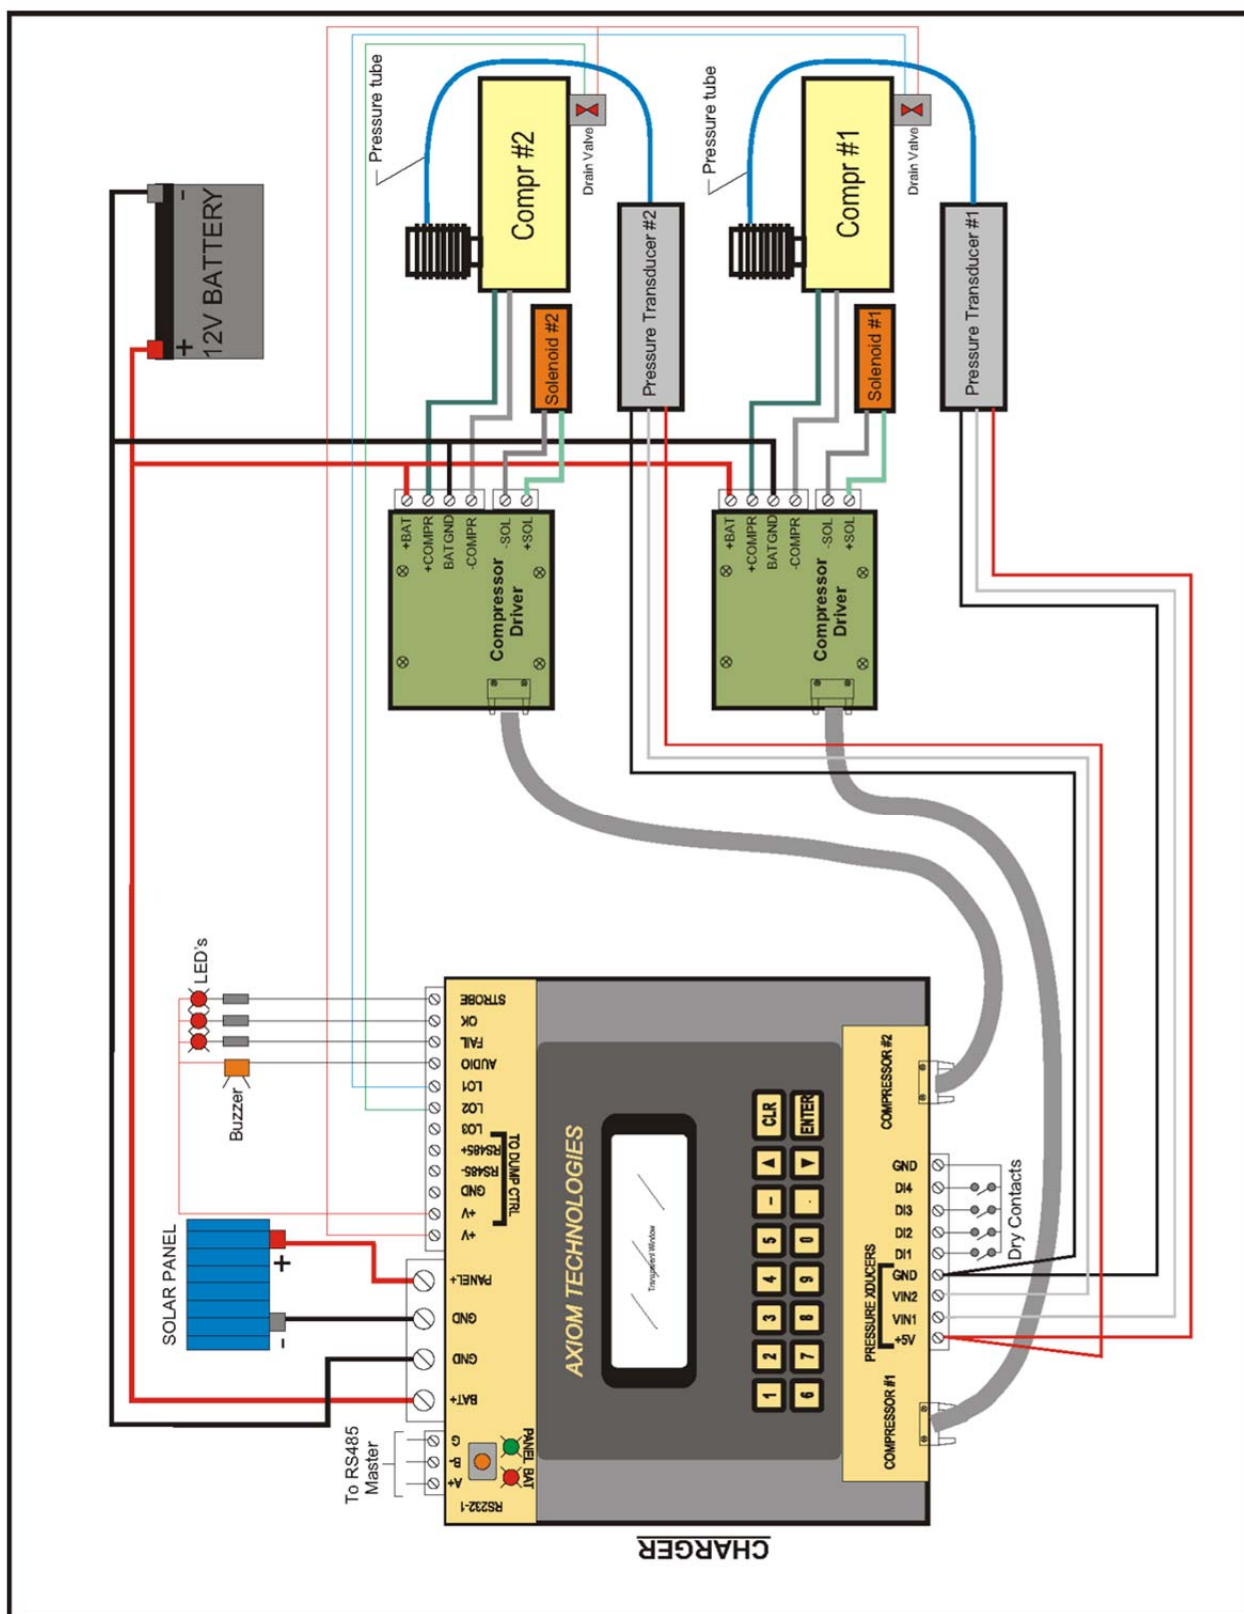 CHARGER
To RS485
Master
A+
B-
G
RS232-1
PANEL
BAT
BAT+
GND
GND
PANEL+
SOLAR PANEL
+
-
+V
+V
GND
RS485-
RS485+
LO3
TO DUMP CTRL
LO2
LO1
AUDIO
FAIL
OK
STROBE
Buzzer
LED's
12V BATTERY
+
-
AXIOM TECHNOLOGIES
Transparent Window
1
2
3
4
5
-
▲
CLR
6
7
8
9
0
.
▼
ENTER
COMPRESSOR #1
PRESSURE XDUCERS
+5V
VIN1
VIN2
GND
DI1
DI2
DI3
DI4
GND
COMPRESSOR #2
Dry Contacts
Compressor
Driver
+BAT
+COMPR
BATGND
-COMPR
-SOL
+SOL
Solenoid #2
Compr #2
Pressure tube
Drain Valve
Pressure Transducer #2
Compressor
Driver
+BAT
+COMPR
BATGND
-COMPR
-SOL
+SOL
Solenoid #1
Compr #1
Pressure tube
Drain Valve
Pressure Transducer #1